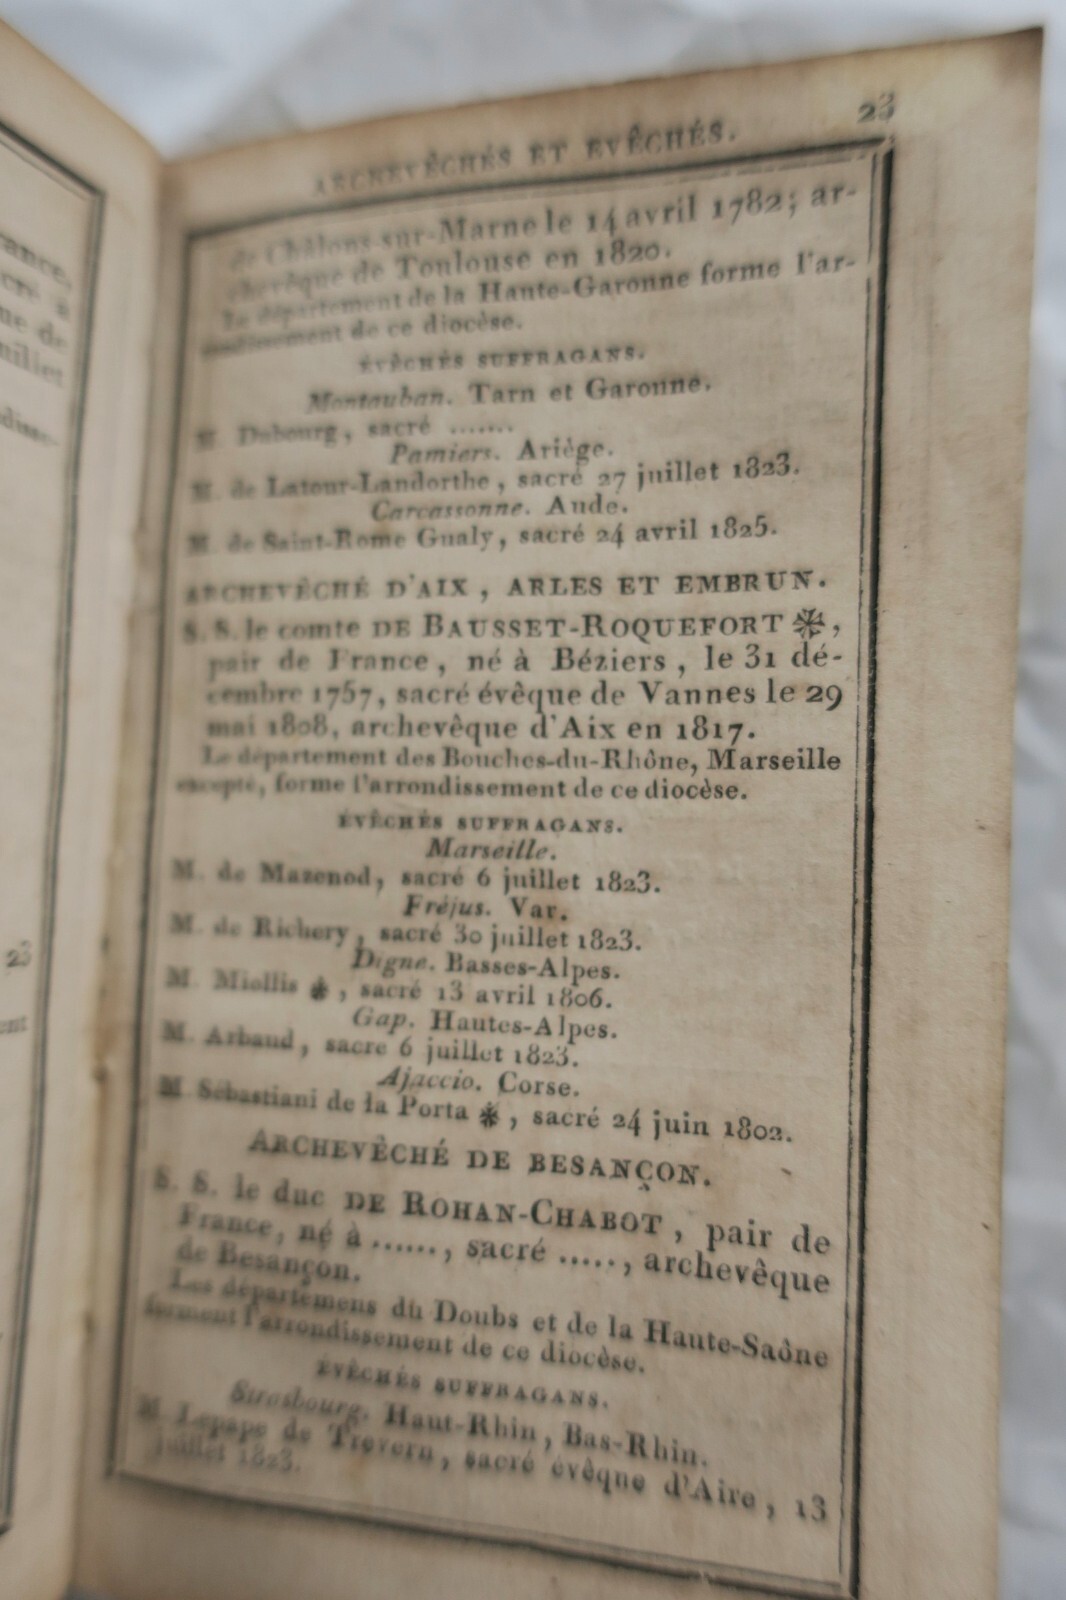 23
ARCHEVÊCHÉS ET EVÊCHÉS.
de Châlons-sur-Marne le 14 avril 1782; ar-
chevêque de Toulouse en 1820.
Le département de la Haute-Garonne forme l'ar-
rondissement de ce diocèse.
ÉVÊCHÉS SUFFRAGANS.
Montauban. Tarn et Garonne.
M. Dubourg, sacré .......
Pamiers. Ariège.
M. de Latour-Landorthe, sacré 27 juillet 1823.
Carcassonne. Aude.
M. de Saint-Rome Gualy, sacré 24 avril 1825.
ARCHEVÊCHÉ D'AIX, ARLES ET EMBRUN.
S. S. le comte DE BAUSSET-ROQUEFORT ✠,
pair de France, né à Béziers, le 31 dé-
cembre 1757, sacré évêque de Vannes le 29
mai 1808, archevêque d'Aix en 1817.
Le département des Bouches-du-Rhône, Marseille
excepté, forme l'arrondissement de ce diocèse.
ÉVÊCHÉS SUFFRAGANS.
Marseille.
M. de Mazenod, sacré 6 juillet 1823.
Fréjus. Var.
M. de Richery, sacré 30 juillet 1823.
Digne. Basses-Alpes.
M. Miollis ✠, sacré 13 avril 1806.
Gap. Hautes-Alpes.
M. Arbaud, sacre 6 juillet 1823.
Ajaccio. Corse.
M. Sébastiani de la Porta ✠, sacré 24 juin 1802.
ARCHEVÊCHÉ DE BESANÇON.
S. S. le duc DE ROHAN-CHABOT, pair de
France, né à ......, sacré ....., archevêque
de Besançon.
Les départemens du Doubs et de la Haute-Saône
forment l'arrondissement de ce diocèse.
ÉVÊCHÉS SUFFRAGANS.
Strasbourg. Haut-Rhin, Bas-Rhin.
M. Lepape de Trevern, sacré évêque d'Aire, 13
juillet 1823.